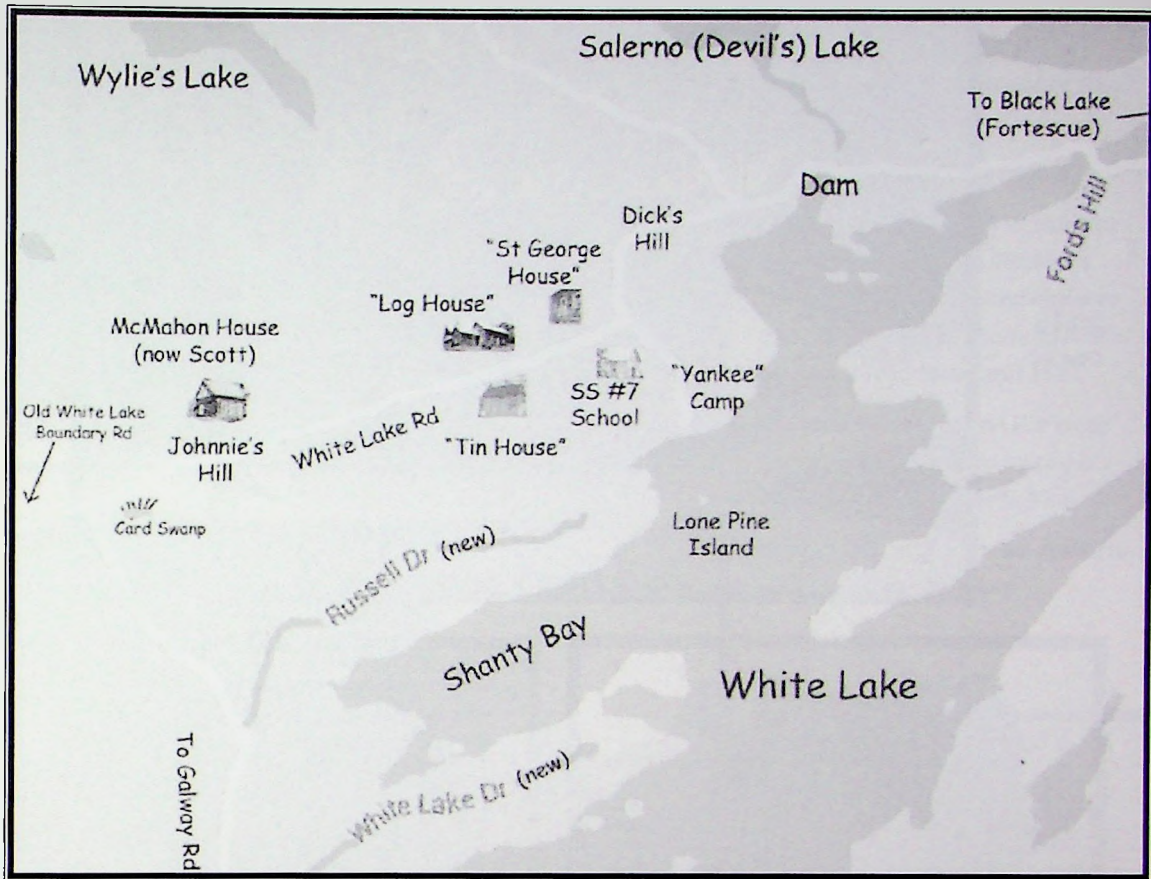 Salerno (Devil's) Lake
Wylie's Lake
To Black Lake
(Fortescue)
Dam
Fords Hill
Dick's
Hill
"St George
House"
"Log House"
McMahon House
(now Scott)
"Yankee"
Camp
SS #7
School
Old White Lake
Boundary Rd
Johnnie's
Hill
White Lake Rd
"Tin House"
Card Swanp
Lone Pine
Island
Russell Dr (new)
Shanty Bay
White Lake
To Galway Rd
White Lake Dr (new)